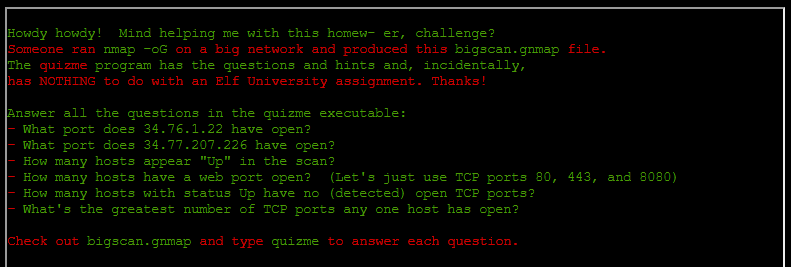 Howdy howdy!  Mind helping me with this homew- er, challenge?
Someone ran nmap -oG on a big network and produced this bigscan.gnmap file.
The quizme program has the questions and hints and, incidentally,
has NOTHING to do with an Elf University assignment. Thanks!

Answer all the questions in the quizme executable:
- What port does 34.76.1.22 have open?
- What port does 34.77.207.226 have open?
- How many hosts appear "Up" in the scan?
- How many hosts have a web port open?  (Let's just use TCP ports 80, 443, and 8080)
- How many hosts with status Up have no (detected) open TCP ports?
- What's the greatest number of TCP ports any one host has open?

Check out bigscan.gnmap and type quizme to answer each question.